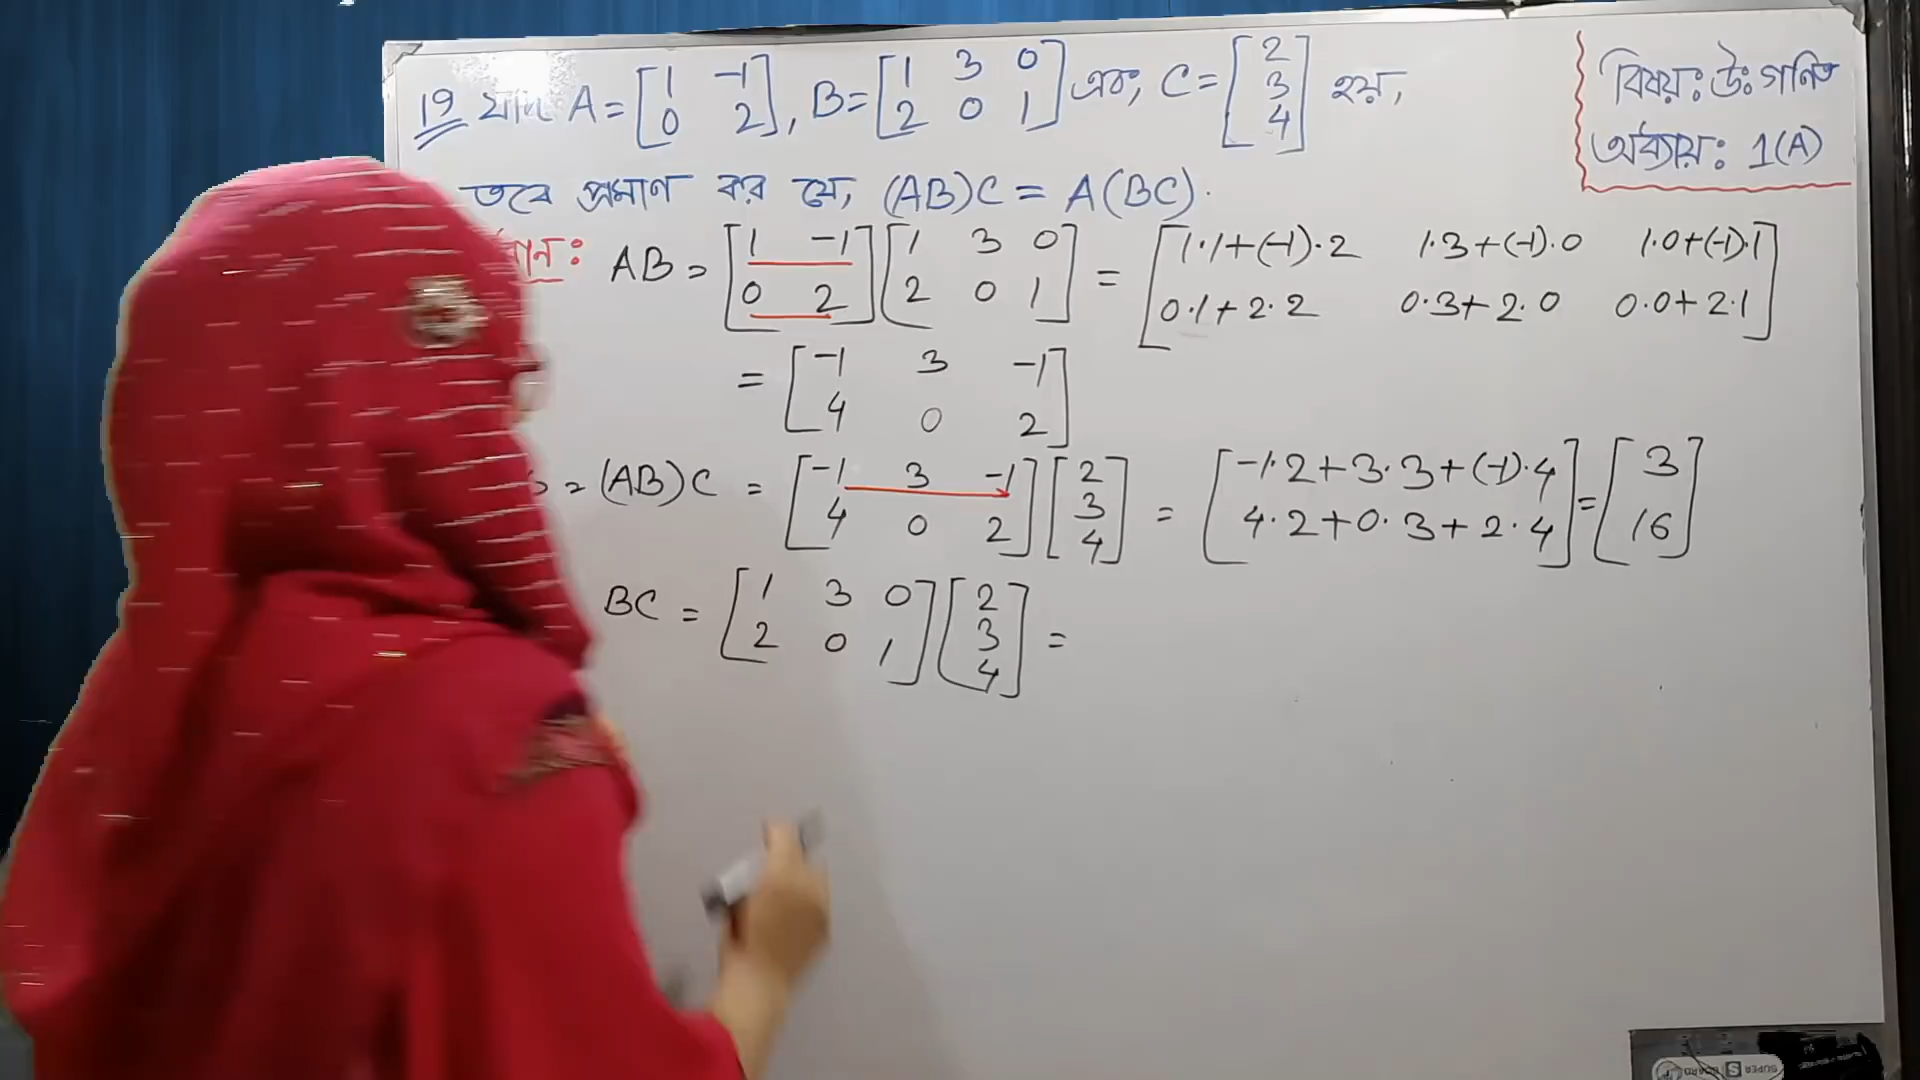 19 যদি A = [1 -1; 0 2], B = [1 3 0; 2 0 1] এবং C = [2; 3; 4] হয়,
তবে প্রমাণ কর যে, (AB)C = A(BC).
বিষয়ঃ উঃ গণিত
অধ্যায়ঃ 1(A)
AB = [1 -1; 0 2] [1 3 0; 2 0 1] = [1·1+(-1)·2 1·3+(-1)·0 1·0+(-1)·1; 0·1+2·2 0·3+2·0 0·0+2·1]
= [-1 3 -1; 4 0 2]
= (AB)C = [-1 3 -1; 4 0 2] [2; 3; 4] = [-1·2+3·3+(-1)·4; 4·2+0·3+2·4] = [3; 16]
BC = [1 3 0; 2 0 1] [2; 3; 4] =